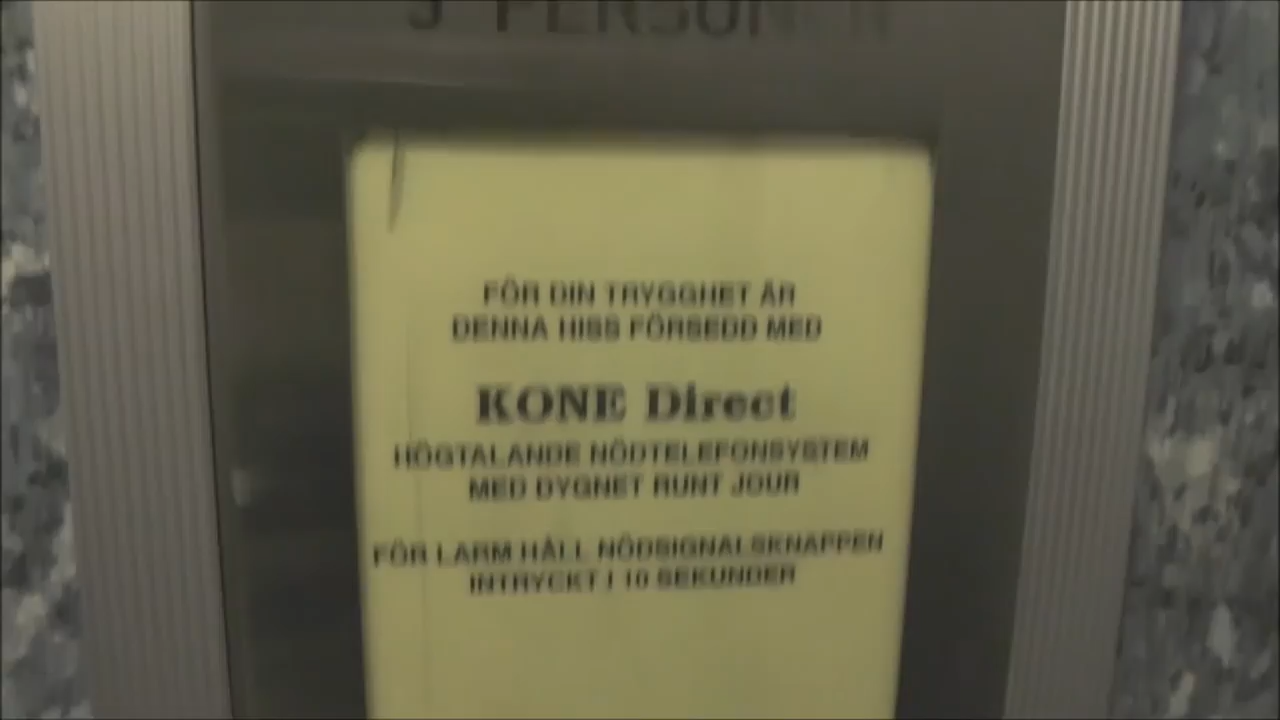 PERSONER
FÖR DIN TRYGGHET ÄR
DENNA HISS FÖRSEDD MED
KONE Direct
HÖGTALANDE NÖDTELEFONSYSTEM
MED DYGNET RUNT JOUR
FÖR LARM HÅLL NÖDSIGNALSKNAPPEN
INTRYCKT I 10 SEKUNDER